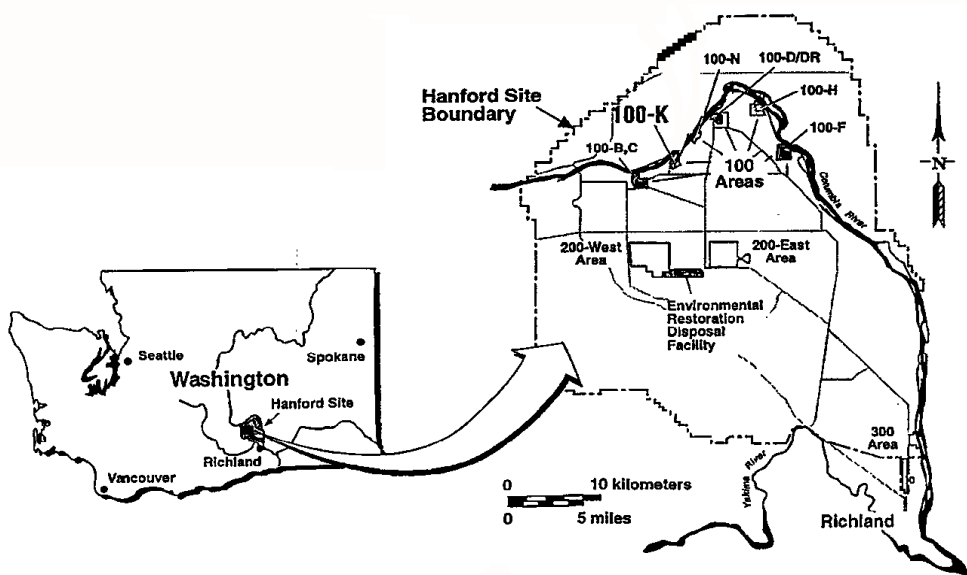 100-N
100-D/DR
Hanford Site
Boundary
100-K
100-H
100-B,C
100-F
100
Areas
N
Columbia River
200-West
Area
200-East
Area
Environmental
Restoration
Disposal
Facility
Seattle
Spokane
Washington
Hanford Site
Richland
Vancouver
300
Area
Yakima River
0 10 kilometers
0 5 miles
Richland